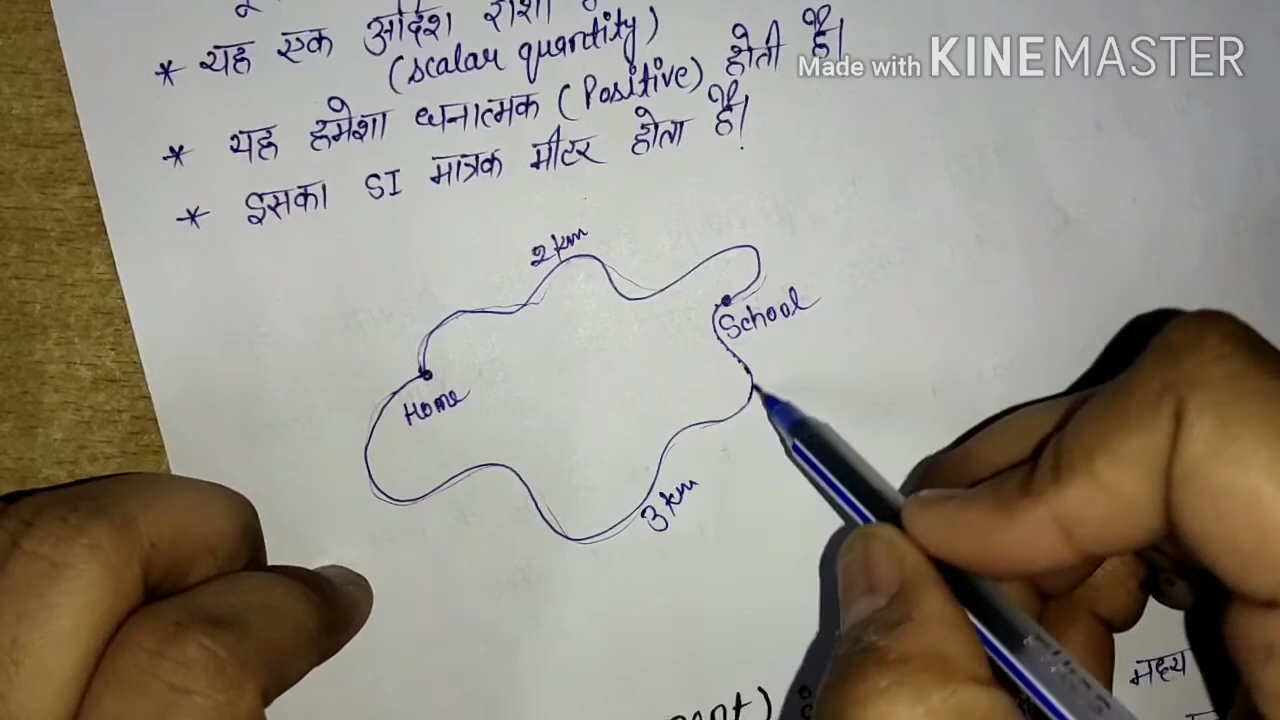 * यह एक अदिश राशी
(scalar quantity)
* यह हमेशा धनात्मक (Positive) होती है।
* इसका SI मात्रक मीटर होता है।
Made with KINEMASTER
2 km
School
Home
3 km
मध्य